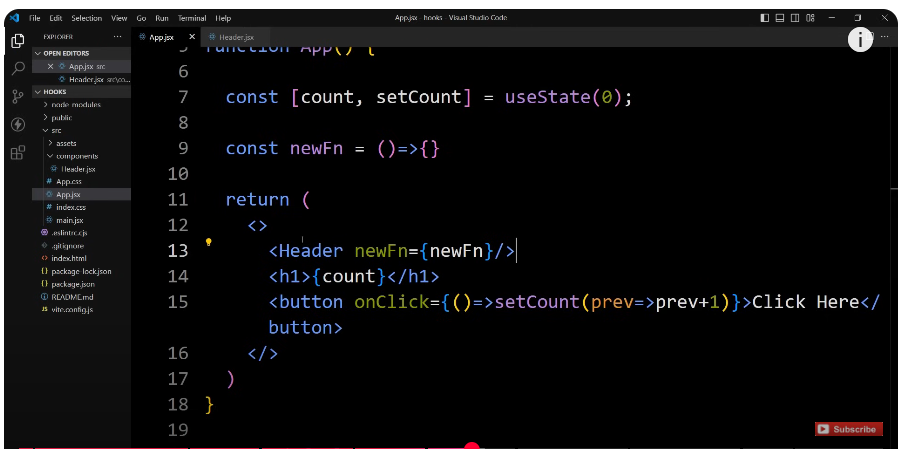 File Edit Selection View Go Run Terminal Help
App.jsx - hooks - Visual Studio Code
EXPLORER
OPEN EDITORS
App.jsx src
Header.jsx src\co...
HOOKS
node_modules
public
src
assets
components
Header.jsx
# App.css
App.jsx
# index.css
main.jsx
.eslintrc.cjs
.gitignore
<> index.html
{} package-lock.json
{} package.json
README.md
JS vite.config.js
App.jsx
Header.jsx
i
5 function App() {
6
7 const [count, setCount] = useState(0);
8
9 const newFn = ()=>{}
10
11 return (
12 <>
13 <Header newFn={newFn}/>
14 <h1>{count}</h1>
15 <button onClick={()=>setCount(prev=>prev+1)}>Click Here</
button>
16 </>
17 )
18 }
19
Subscribe